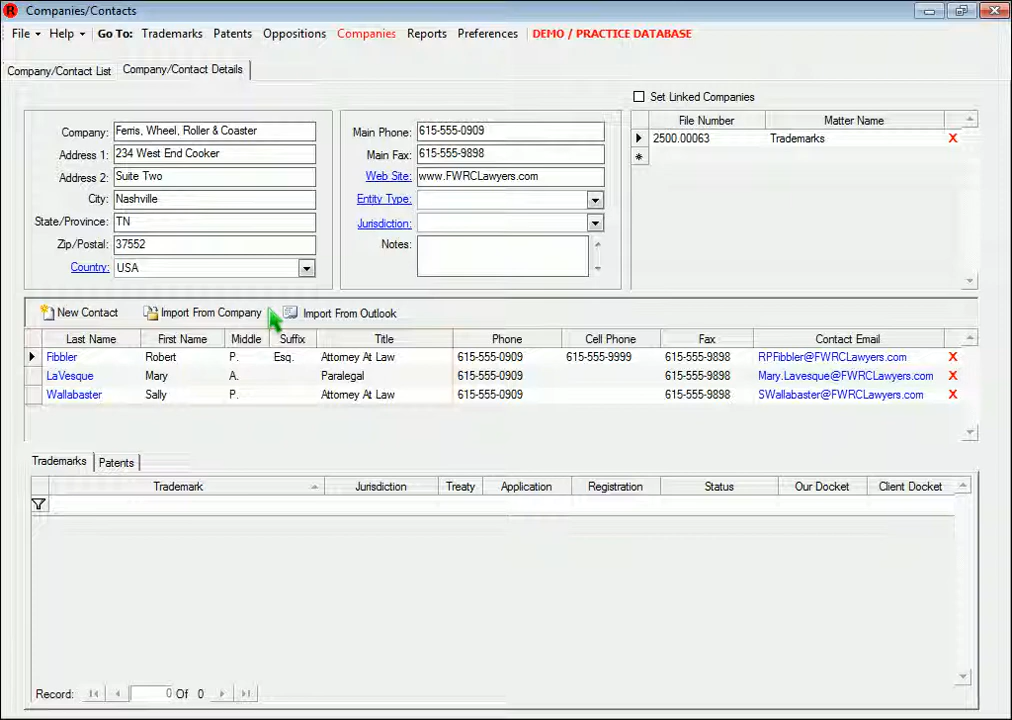 R Companies/Contacts
File Help Go To: Trademarks Patents Oppositions Companies Reports Preferences DEMO / PRACTICE DATABASE
Company/Contact List Company/Contact Details
Set Linked Companies
Company: Ferris, Wheel, Roller & Coaster
Address 1: 234 West End Cooker
Address 2: Suite Two
City: Nashville
State/Province: TN
Zip/Postal: 37552
Country: USA
Main Phone: 615-555-0909
Main Fax: 615-555-9898
Web Site: www.FWRCLawyers.com
Entity Type:
Jurisdiction:
Notes:
File Number Matter Name
2500.00063 Trademarks X
New Contact Import From Company Import From Outlook
Last Name First Name Middle Suffix Title Phone Cell Phone Fax Contact Email
Fibbler Robert P. Esq. Attorney At Law 615-555-0909 615-555-9999 615-555-9898 RPFibbler@FWRCLawyers.com X
LaVesque Mary A. Paralegal 615-555-0909 615-555-9898 Mary.Lavesque@FWRCLawyers.com X
Wallabaster Sally P. Attorney At Law 615-555-0909 615-555-9898 SWallabaster@FWRCLawyers.com X
Trademarks Patents
Trademark Jurisdiction Treaty Application Registration Status Our Docket Client Docket
Record: 0 Of 0